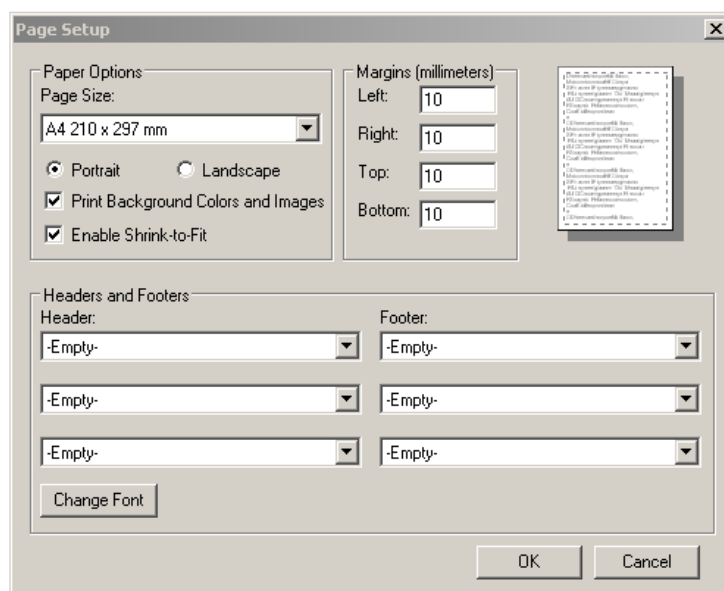 Page Setup
Paper Options
Page Size:
A4 210 x 297 mm
Portrait
Landscape
Print Background Colors and Images
Enable Shrink-to-Fit
Margins (millimeters)
Left: 10
Right: 10
Top: 10
Bottom: 10
Headers and Footers
Header:
Footer:
-Empty-
-Empty-
-Empty-
-Empty-
-Empty-
-Empty-
Change Font
OK
Cancel